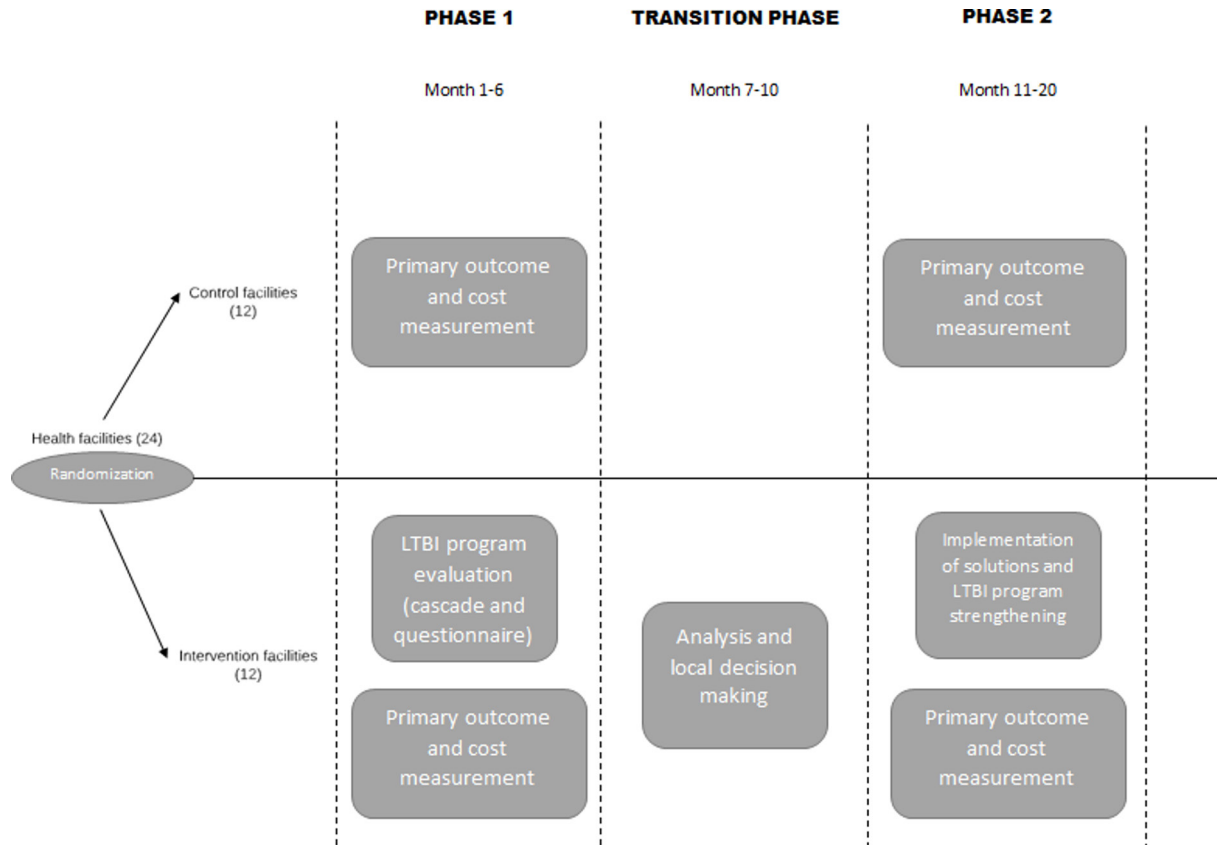 PHASE 1
TRANSITION PHASE
PHASE 2
Month 1-6
Month 7-10
Month 11-20
Primary outcome
and cost
measurement
Primary outcome
and cost
measurement
Control facilities
(12)
Health facilities (24)
Randomization
LTBI program
evaluation
(cascade and
questionnaire)
Implementation
of solutions and
LTBI program
strengthening
Analysis and
local decision
making
Intervention facilities
(12)
Primary outcome
and cost
measurement
Primary outcome
and cost
measurement